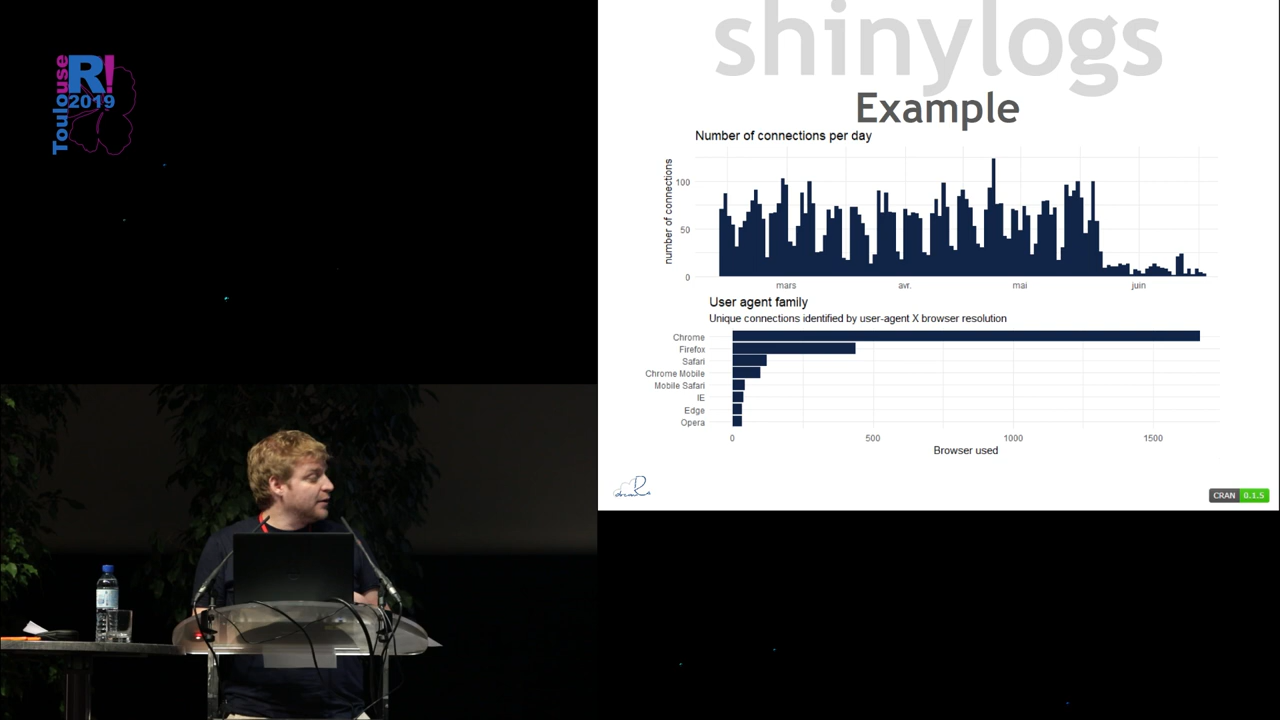 Toulouse
R!
2019
shinylogs
Example
Number of connections per day
number of connections
100
50
0
mars
avr.
mai
juin
User agent family
Unique connections identified by user-agent X browser resolution
Chrome
Firefox
Safari
Chrome Mobile
Mobile Safari
IE
Edge
Opera
0
500
1000
1500
Browser used
CRAN 0.1.5